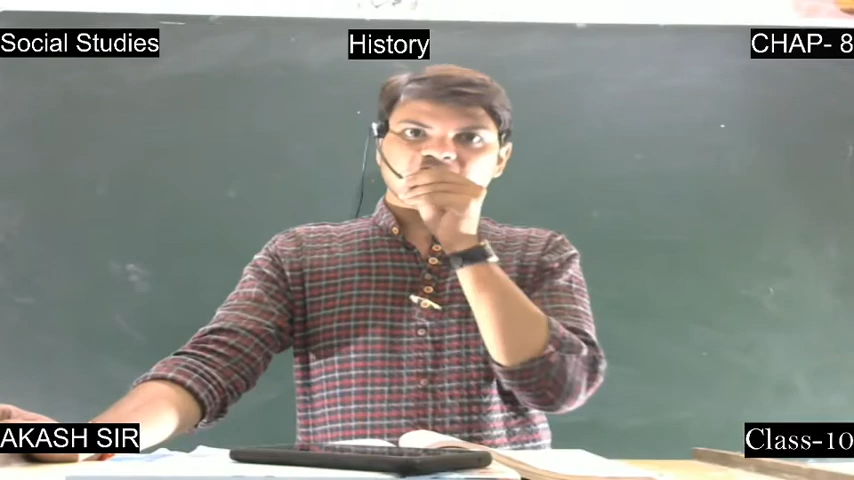 Social Studies
History
CHAP- 8
AKASH SIR
Class-10